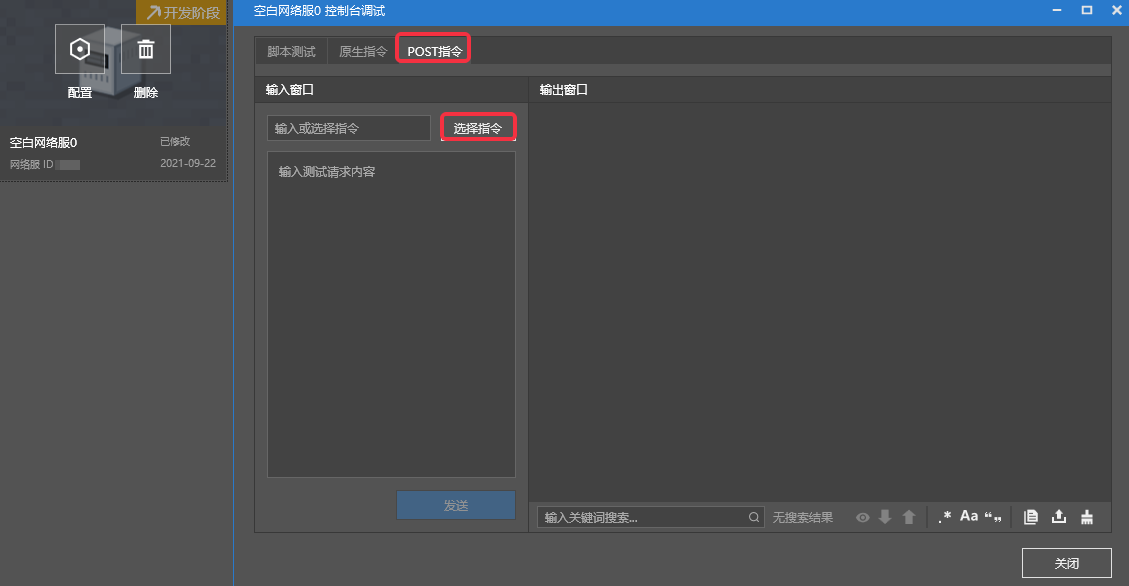 开发阶段
配置
删除
空白网络服0
已修改
网络服 ID
2021-09-22
空白网络服0 控制台调试
脚本测试
原生指令
POST指令
输入窗口
输出窗口
输入或选择指令
选择指令
输入测试请求内容
发送
输入关键词搜索...
无搜索结果
.* Aa “„
关闭